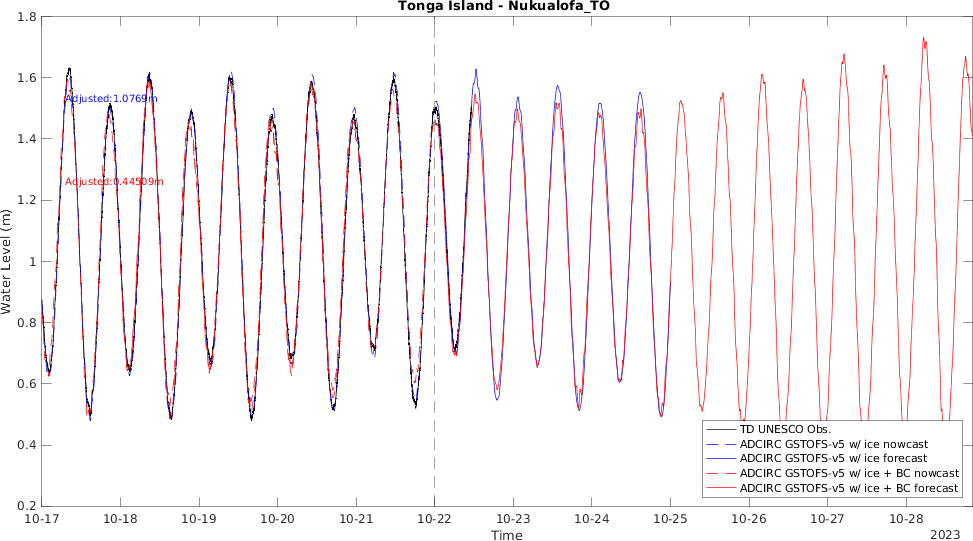 Tonga Island - Nukualofa_TO
1.8
1.6
1.4
1.2
1
0.8
0.6
0.4
0.2
Water Level (m)
Adjusted:1.0769m
Adjusted:0.44509m
TD UNESCO Obs.
ADCIRC GSTOFS-v5 w/ ice nowcast
ADCIRC GSTOFS-v5 w/ ice forecast
ADCIRC GSTOFS-v5 w/ ice + BC nowcast
ADCIRC GSTOFS-v5 w/ ice + BC forecast
10-17 10-18 10-19 10-20 10-21 10-22 10-23 10-24 10-25 10-26 10-27 10-28
Time
2023